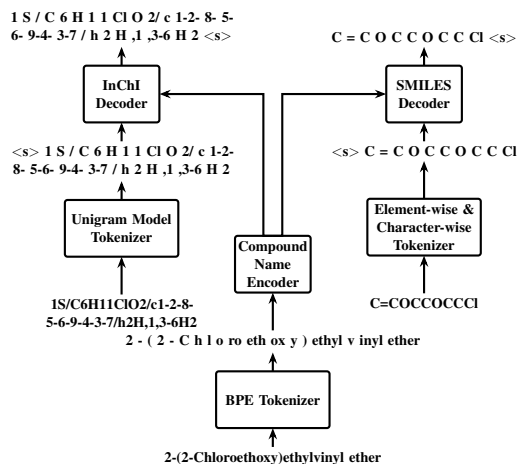 1 S / C 6 H 1 1 Cl O 2/ c 1-2- 8- 5-
6- 9-4- 3-7 / h 2 H ,1 ,3-6 H 2 <s>
C = C O C C O C C Cl <s>
InChI
Decoder
SMILES
Decoder
<s> 1 S / C 6 H 1 1 Cl O 2/ c 1-2-
8- 5-6- 9-4- 3-7 / h 2 H ,1 ,3-6 H 2
<s> C = C O C C O C C Cl
Unigram Model
Tokenizer
Element-wise &
Character-wise
Tokenizer
Compound
Name
Encoder
1S/C6H11ClO2/c1-2-8-
5-6-9-4-3-7/h2H,1,3-6H2
C=COCCOCCCl
2 - ( 2 - C h l o ro eth ox y ) ethyl v inyl ether
BPE Tokenizer
2-(2-Chloroethoxy)ethylvinyl ether